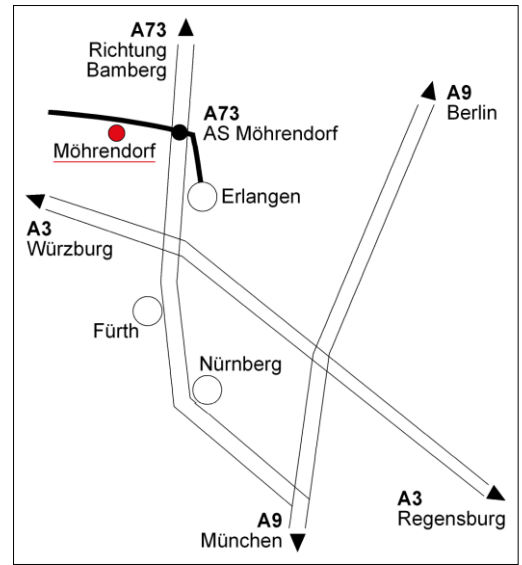 A73
Richtung
Bamberg
A9
Berlin
A73
AS Möhrendorf
Möhrendorf
Erlangen
A3
Würzburg
Fürth
Nürnberg
A3
Regensburg
A9
München